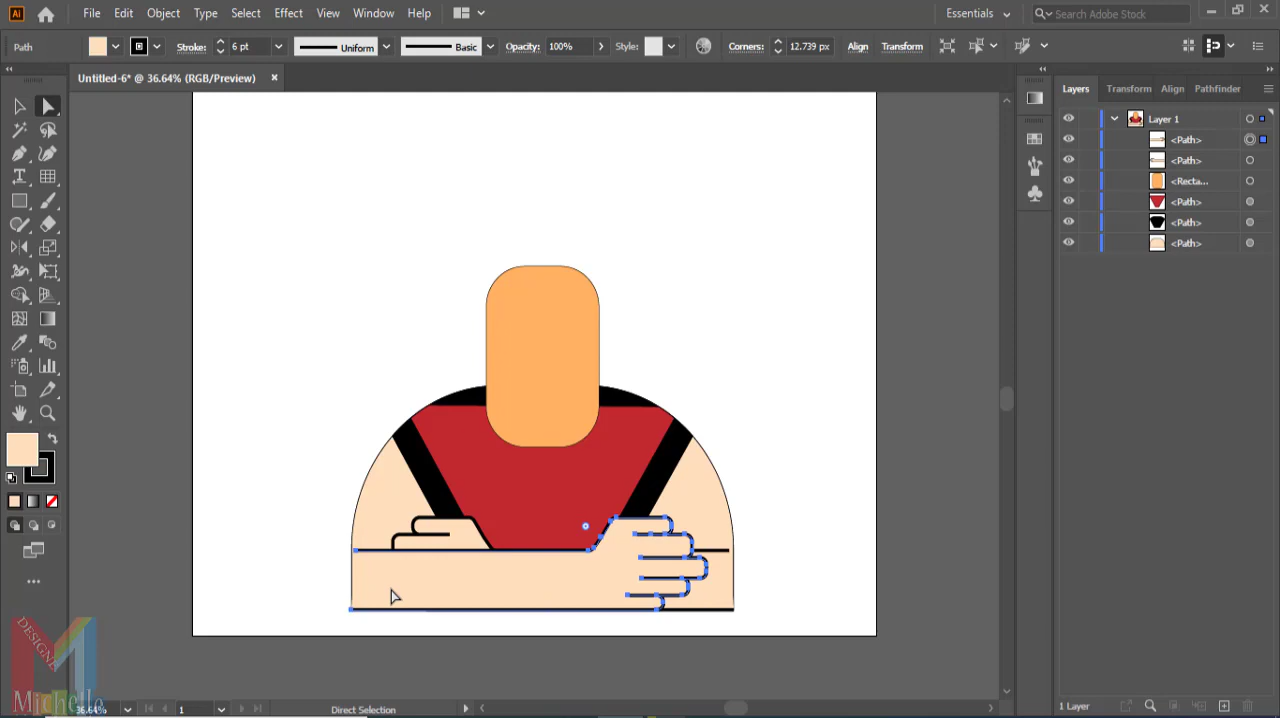 Ai File Edit Object Type Select Effect View Window Help Essentials Search Adobe Stock
Path Stroke: 6 pt Uniform Basic Opacity: 100% Style: Corners: 12.739 px Align Transform
Untitled-6* @ 36.64% (RGB/Preview)
Layers Transform Align Pathfinder
Layer 1
<Path>
<Path>
<Recta...
<Path>
<Path>
<Path>
DESIGNE
Michelle
36.64% 1 Direct Selection 1 Layer